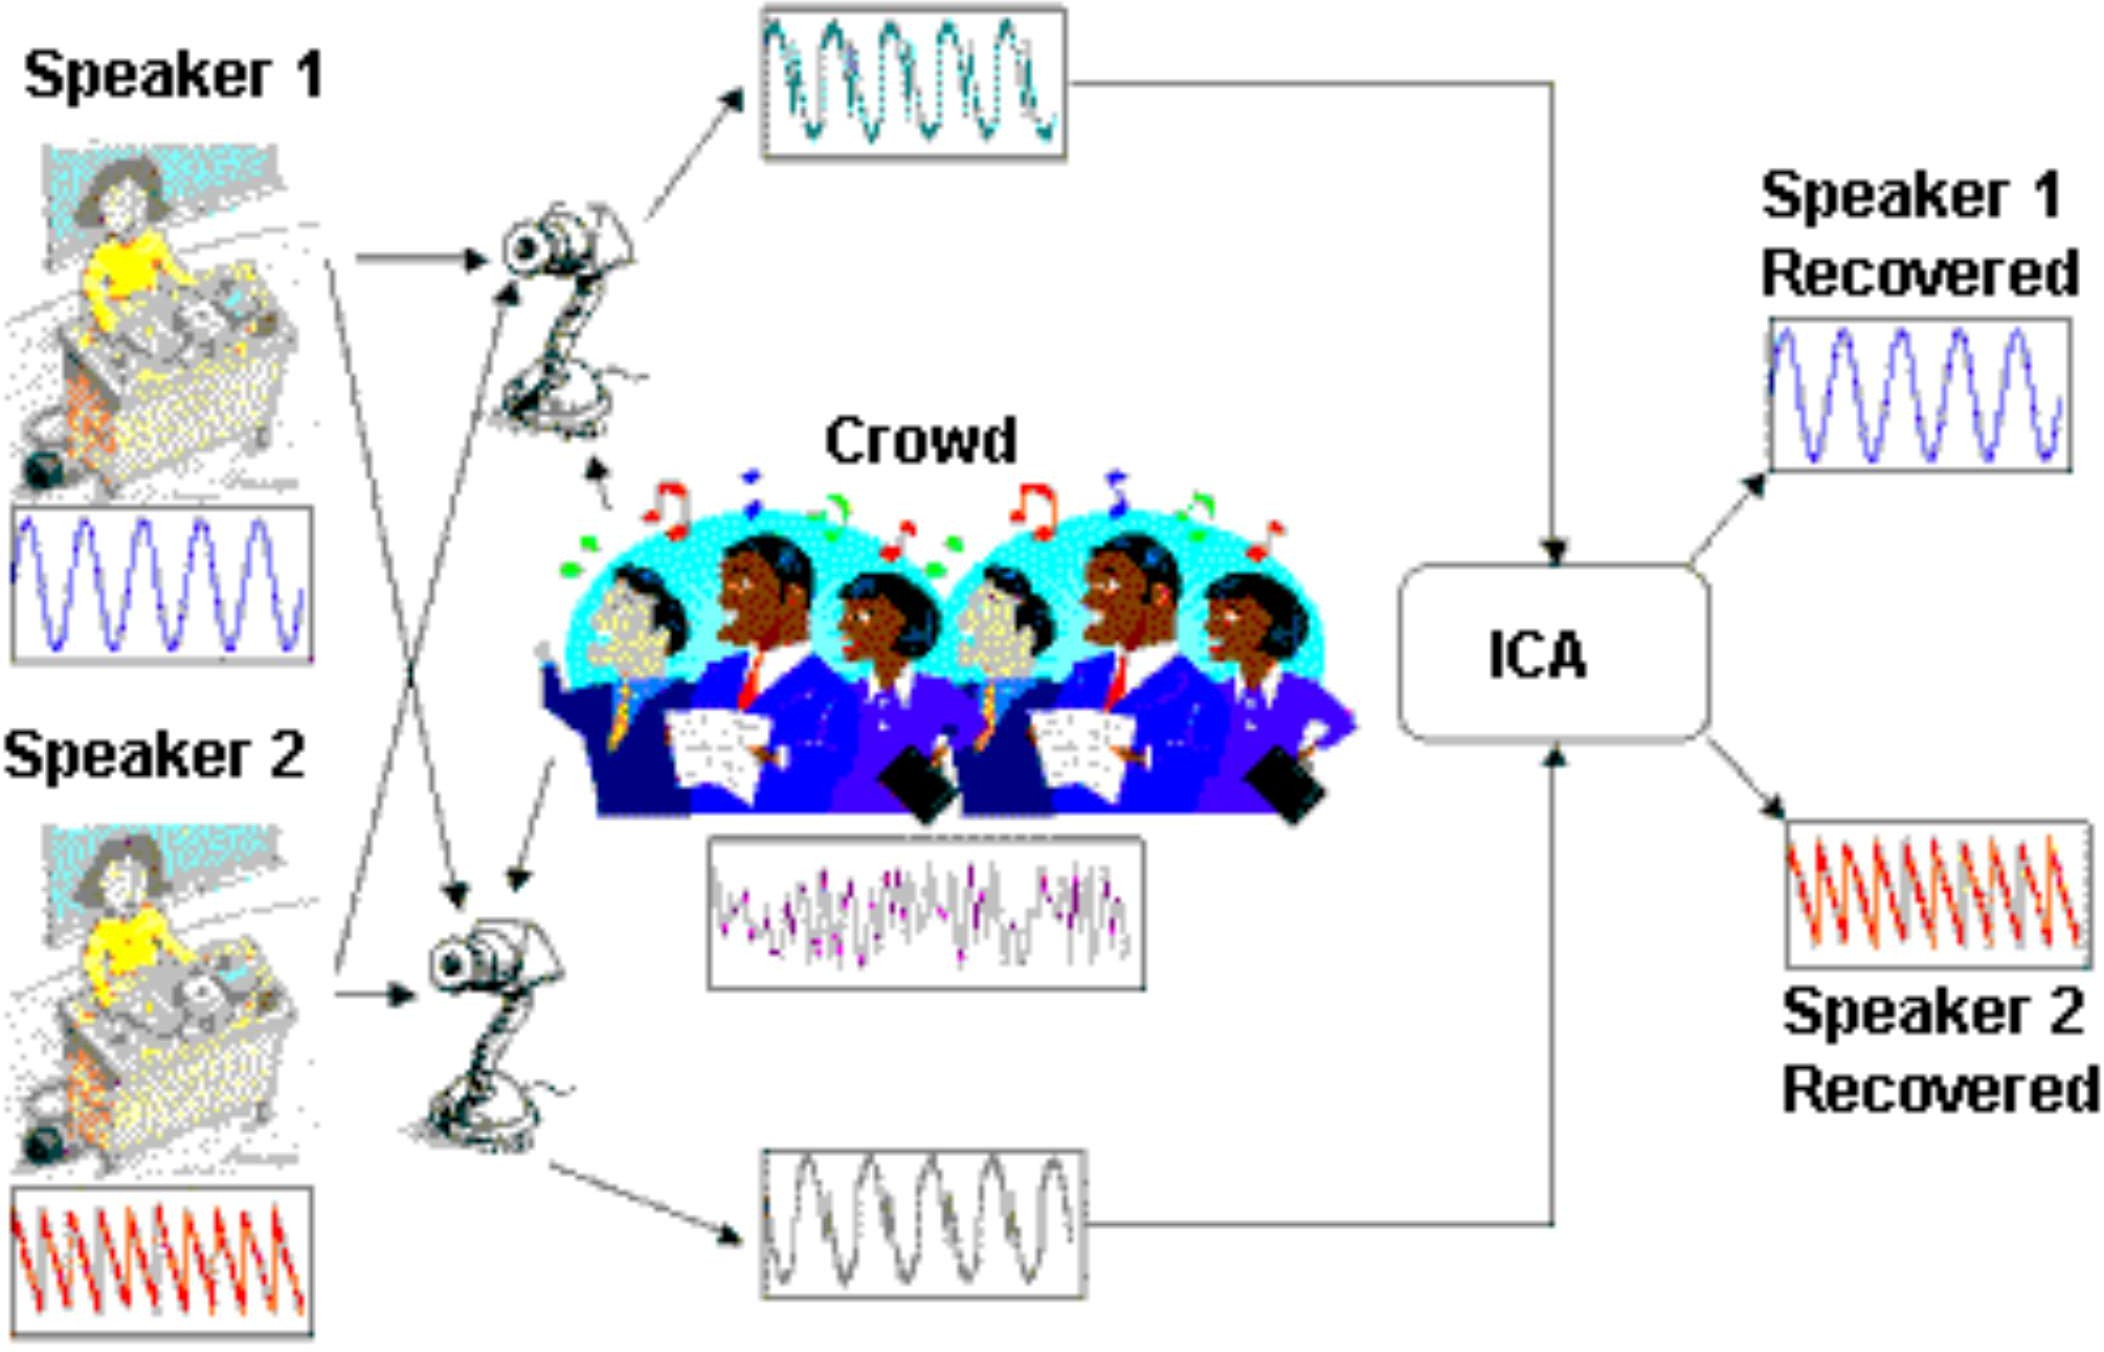 Speaker 1
Speaker 1
Recovered
Crowd
ICA
Speaker 2
Speaker 2
Recovered